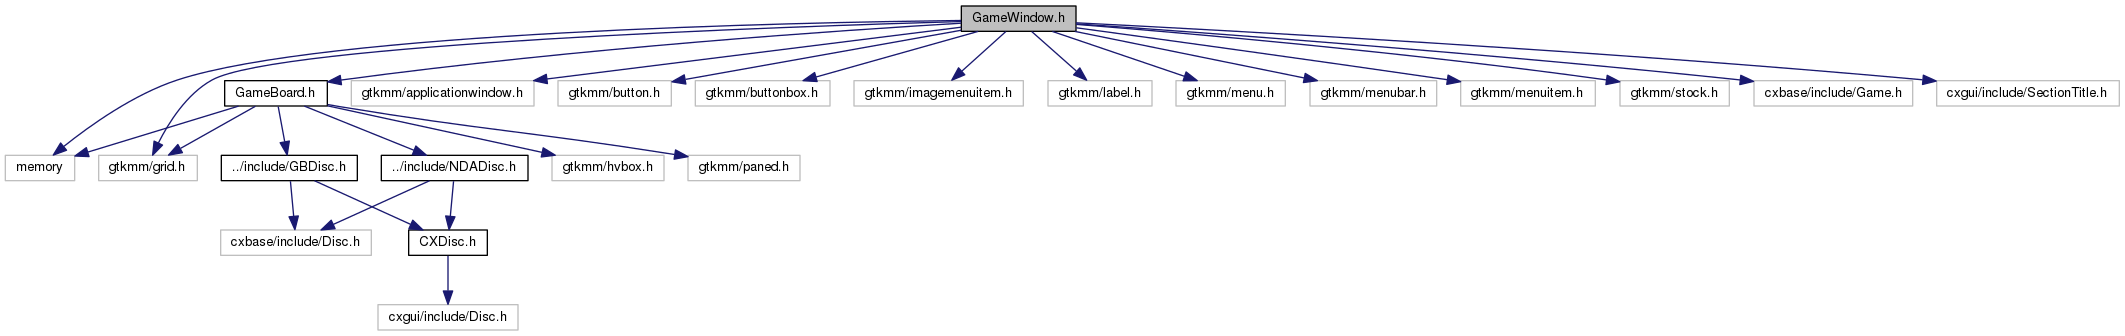 GameWindow.h
GameBoard.h
gtkmm/applicationwindow.h
gtkmm/button.h
gtkmm/buttonbox.h
gtkmm/imagemenuitem.h
gtkmm/label.h
gtkmm/menu.h
gtkmm/menubar.h
gtkmm/menuitem.h
gtkmm/stock.h
cxbase/include/Game.h
cxgui/include/SectionTitle.h
memory
gtkmm/grid.h
../include/GBDisc.h
../include/NDADisc.h
gtkmm/hvbox.h
gtkmm/paned.h
cxbase/include/Disc.h
CXDisc.h
cxgui/include/Disc.h